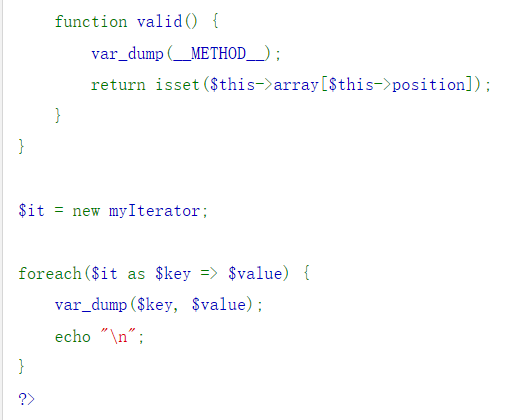 function valid() {
        var_dump(__METHOD__);
        return isset($this->array[$this->position]);
    }
}

$it = new myIterator;

foreach($it as $key => $value) {
    var_dump($key, $value);
    echo "\n";
}
?>